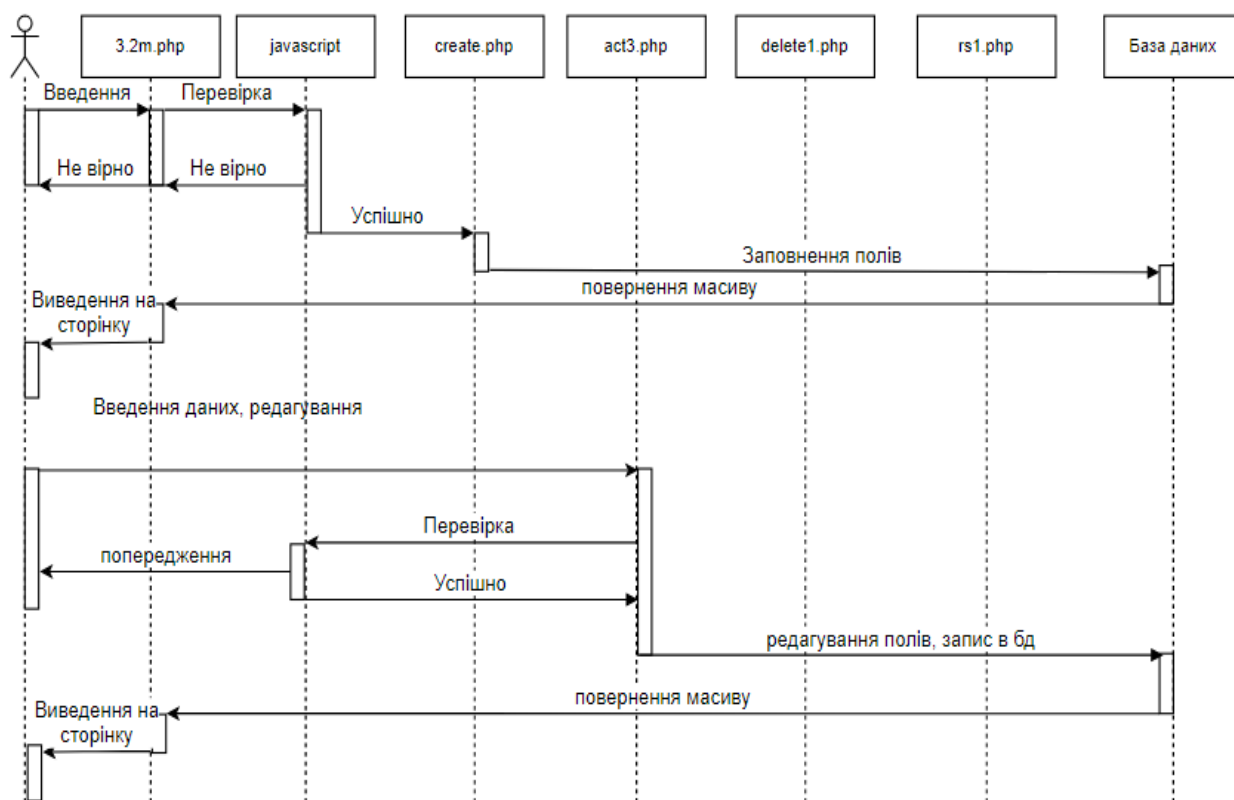 3.2m.php
javascript
create.php
act3.php
delete1.php
rs1.php
База даних
Введення
Перевірка
Не вірно
Не вірно
Успішно
Заповнення полів
повернення масиву
Виведення на
сторінку
Введення даних, редагування
Перевірка
попередження
Успішно
редагування полів, запис в бд
повернення масиву
Виведення на
сторінку